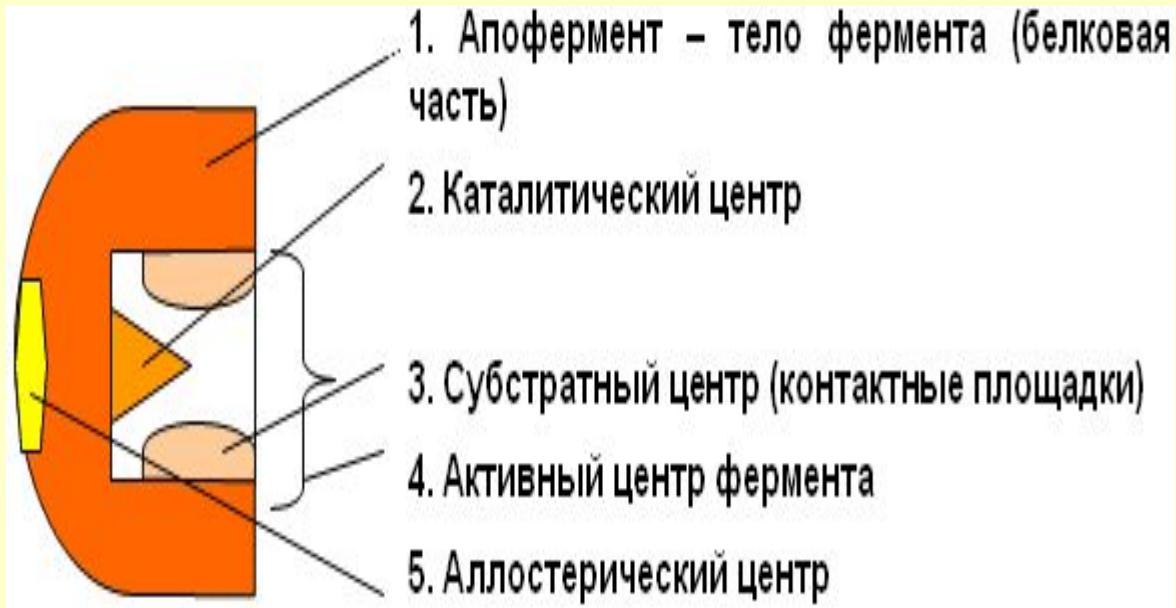 1. Апофермент – тело фермента (белковая
часть)
2. Каталитический центр
3. Субстратный центр (контактные площадки)
4. Активный центр фермента
5. Аллостерический центр